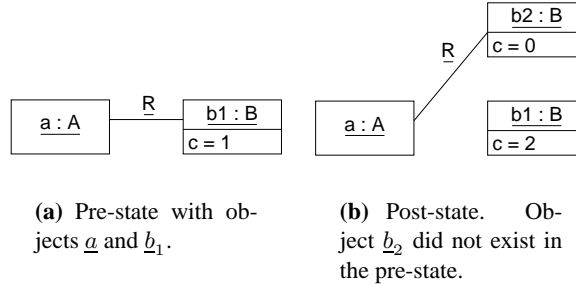 R
a : A
b1 : B
c = 1
b2 : B
c = 0
R
a : A
b1 : B
c = 2
(a) Pre-state with ob-
jects a and b1.
(b) Post-state. Ob-
ject b2 did not exist in
the pre-state.